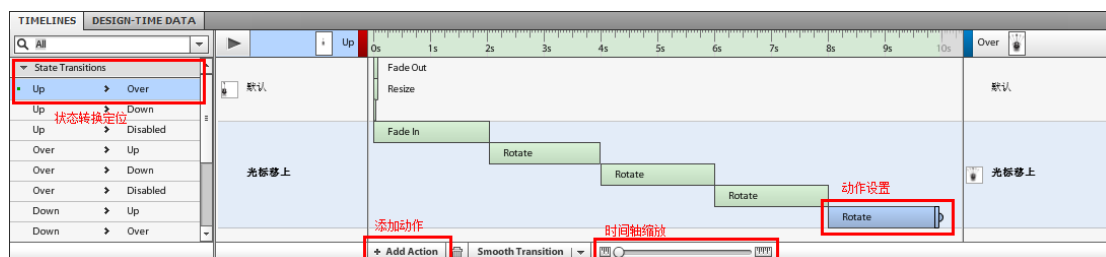 TIMELINES DESIGN-TIME DATA
All Up 0s 1s 2s 3s 4s 5s 6s 7s 8s 9s 10s Over
State Transitions Fade Out
Up > Over 默认 Resize 默认
Up > Down
状态转换定位
Up > Disabled Fade In
Over > Up Rotate
Over > Down 光标移上 Rotate 光标移上
Over > Disabled Rotate 动作设置
Down > Up Rotate
Down > Over 添加动作 时间轴缩放
+ Add Action Smooth Transition